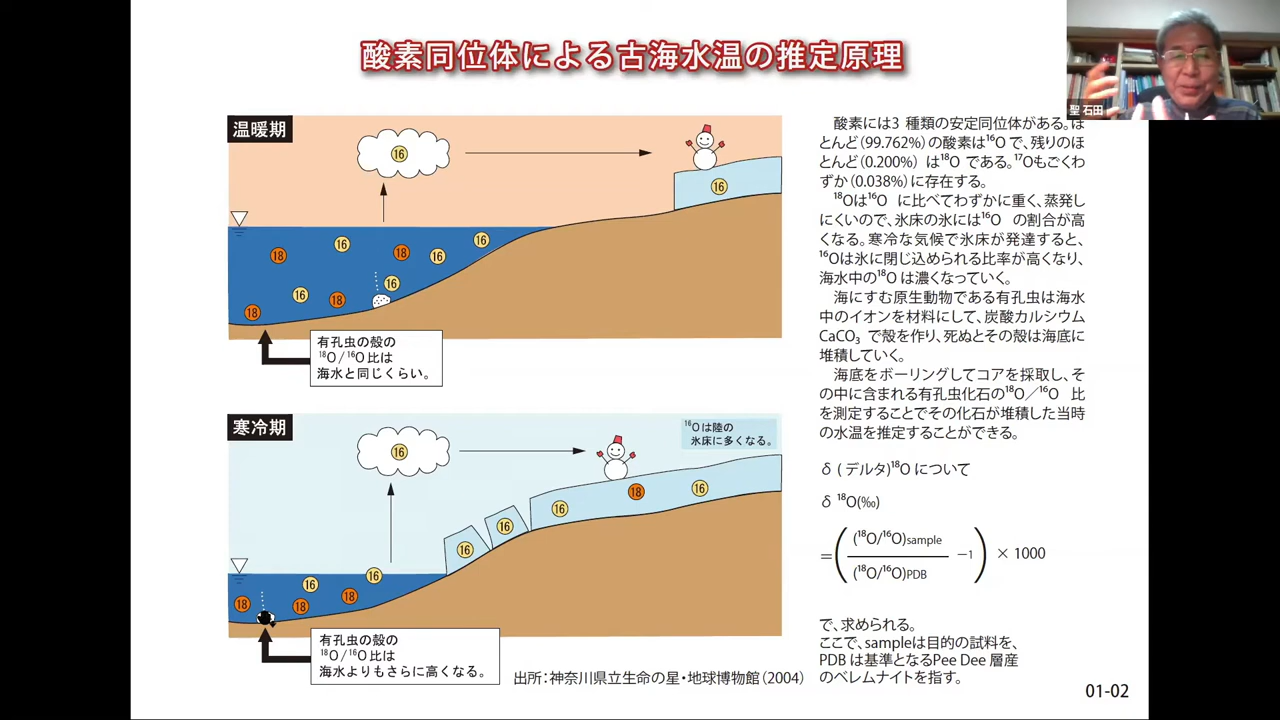 酸素同位体による古海水温の推定原理
聖 石田
温暖期
16
16
16
18
16
18
16
16
16
18
18
有孔虫の殻の
¹⁸O/¹⁶O比は
海水と同じくらい。
寒冷期
¹⁶Oは陸の
氷床に多くなる。
16
18
16
16
16
16
16
16
18
18
18
有孔虫の殻の
¹⁸O/¹⁶O比は
海水よりもさらに高くなる。
出所:神奈川県立生命の星・地球博物館(2004)
酸素には3 種類の安定同位体がある。ほ
とんど(99.762%)の酸素は¹⁶Oで、残りのほ
とんど(0.200%) は¹⁸O である。¹⁷Oもごくわ
ずか(0.038%)に存在する。
¹⁸Oは¹⁶O に比べてわずかに重く、蒸発し
にくいので、氷床の氷には¹⁶O の割合が高
くなる。寒冷な気候で氷床が発達すると、
¹⁶Oは氷に閉じ込められる比率が高くなり、
海水中の¹⁸O は濃くなっていく。
海にすむ原生動物である有孔虫は海水
中のイオンを材料にして、炭酸カルシウム
CaCO₃ で殻を作り、死ぬとその殻は海底に
堆積していく。
海底をボーリングしてコアを採取し、そ
の中に含まれる有孔虫化石の¹⁸O/¹⁶O 比
を測定することでその化石が堆積した当時
の水温を推定することができる。
δ (デルタ)¹⁸O について
δ ¹⁸O(‰)
=((¹⁸O/¹⁶O)sample/(¹⁸O/¹⁶O)PDB −1) × 1000
で、求められる。
ここで、sampleは目的の試料を、
PDB は基準となるPee Dee 層産
のベレムナイトを指す。
01-02